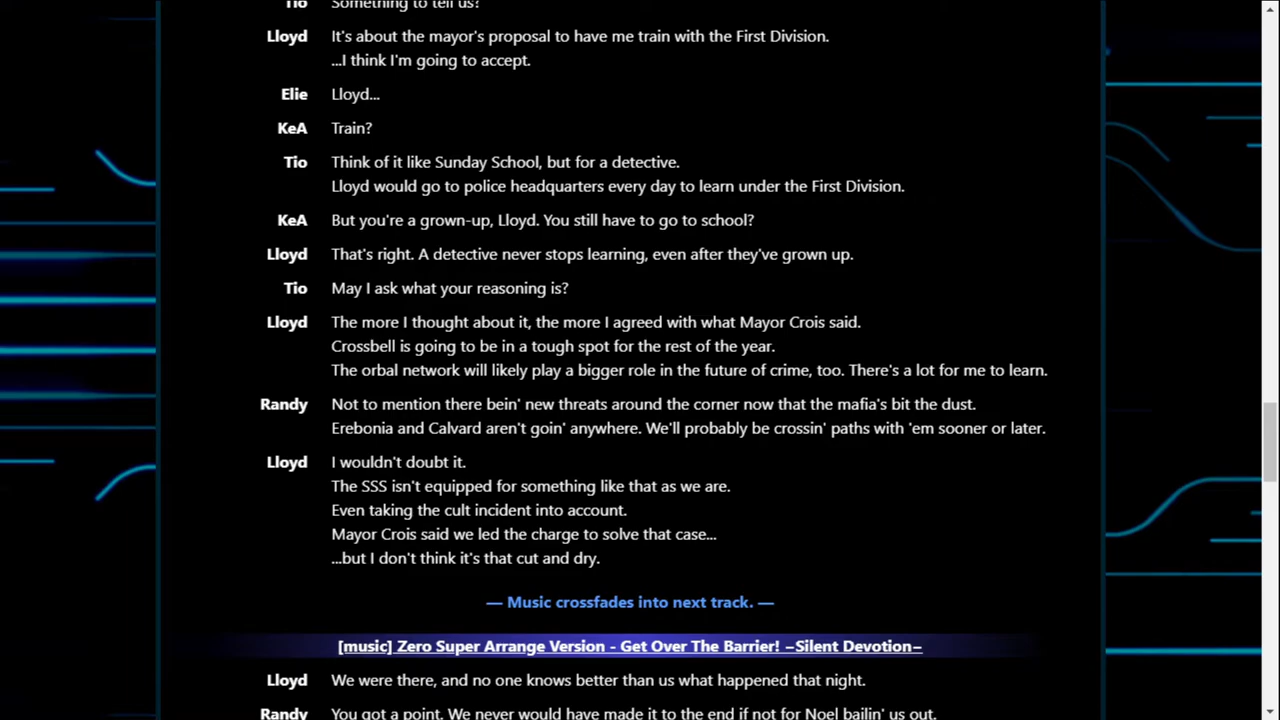 Tio Something to tell us?
Lloyd It's about the mayor's proposal to have me train with the First Division.
...I think I'm going to accept.
Elie Lloyd...
KeA Train?
Tio Think of it like Sunday School, but for a detective.
Lloyd would go to police headquarters every day to learn under the First Division.
KeA But you're a grown-up, Lloyd. You still have to go to school?
Lloyd That's right. A detective never stops learning, even after they've grown up.
Tio May I ask what your reasoning is?
Lloyd The more I thought about it, the more I agreed with what Mayor Crois said.
Crossbell is going to be in a tough spot for the rest of the year.
The orbal network will likely play a bigger role in the future of crime, too. There's a lot for me to learn.
Randy Not to mention there bein' new threats around the corner now that the mafia's bit the dust.
Erebonia and Calvard aren't goin' anywhere. We'll probably be crossin' paths with 'em sooner or later.
Lloyd I wouldn't doubt it.
The SSS isn't equipped for something like that as we are.
Even taking the cult incident into account.
Mayor Crois said we led the charge to solve that case...
...but I don't think it's that cut and dry.
— Music crossfades into next track. —
[music] Zero Super Arrange Version - Get Over The Barrier! −Silent Devotion−
Lloyd We were there, and no one knows better than us what happened that night.
Randy You got a point. We never would have made it to the end if not for Noel bailin' us out.